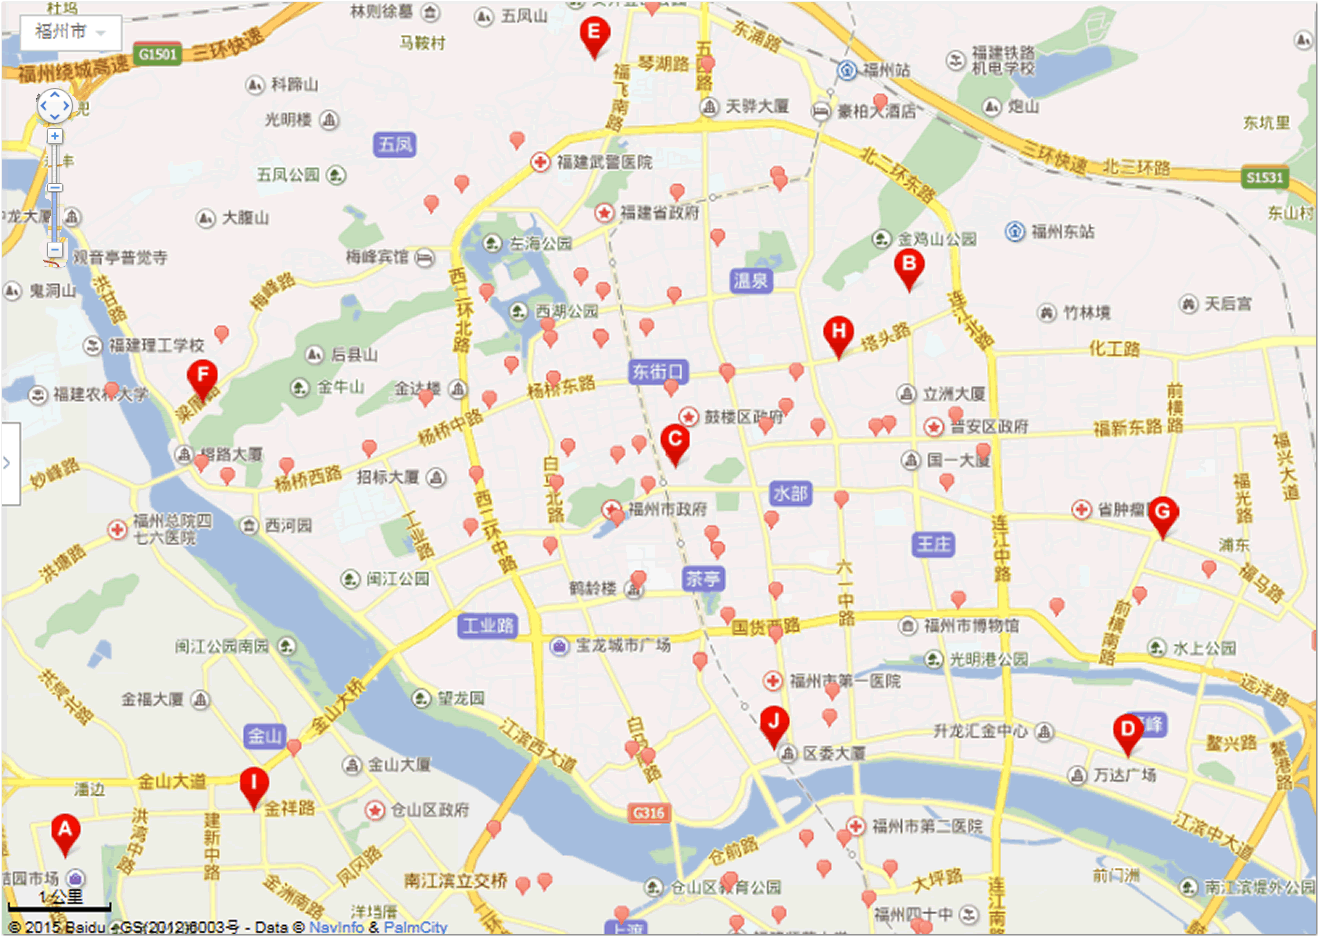 杜坞
林则徐墓
五凤山
福州市
G1501
三环快速
马鞍村
E
五四路
东浦路
福州绕城高速
琴湖路
福州站
福建铁路
机电学校
科蹄山
福飞南路
天骅大厦
豪柏大酒店
炮山
光明楼
五凤
东坑里
北二环东路
三环快速
北三环路
福建武警医院
五凤公园
S1531
大腹山
福建省政府
东山村
左海公园
金鸡山公园
福州东站
观音亭普觉寺
梅峰宾馆
B
洪甘路
梅峰路
西二环北路
温泉
鬼洞山
西湖公园
连江北路
竹林境
天后宫
H
塔头路
福建理工学校
后县山
化工路
F
东街口
金牛山
金达楼
杨桥东路
福建农林大学
立洲大厦
前横路
梁厝路
鼓楼区政府
晋安区政府
福新东路
C
杨桥中路
福兴大道
国一大厦
妙峰路
杨桥西路
招标大厦
白马北路
水部
福光路
福州市政府
省肿瘤
G
福州总院四
七六医院
西河园
工业路
西二环中路
连江中路
王庄
浦东
洪塘路
闽江公园
鹤龄楼
茶亭
六一中路
福马路
工业路
国货西路
福州市博物馆
前横南路
闽江公园南园
宝龙城市广场
光明港公园
水上公园
洪湾北路
金福大厦
金山大桥
望龙园
福州市第一医院
远洋路
金山
江滨西大道
J
升龙汇金中心
D
峰
鳌兴路
区委大厦
金山大厦
万达广场
鳌港路
潘边
金山大道
I
金祥路
仓山区政府
G316
A
洪湾中路
建新中路
仓前路
福州市第二医院
江滨中大道
凤冈路
金洲南路
南江滨立交桥
仓山区教育公园
大坪路
前门洲
南江滨堤外公园
1 公里
洋垱厝
福州四十中
连江南路
上渡
© 2015 Baidu - GS(2012)6003号 - Data © NavInfo & PalmCity